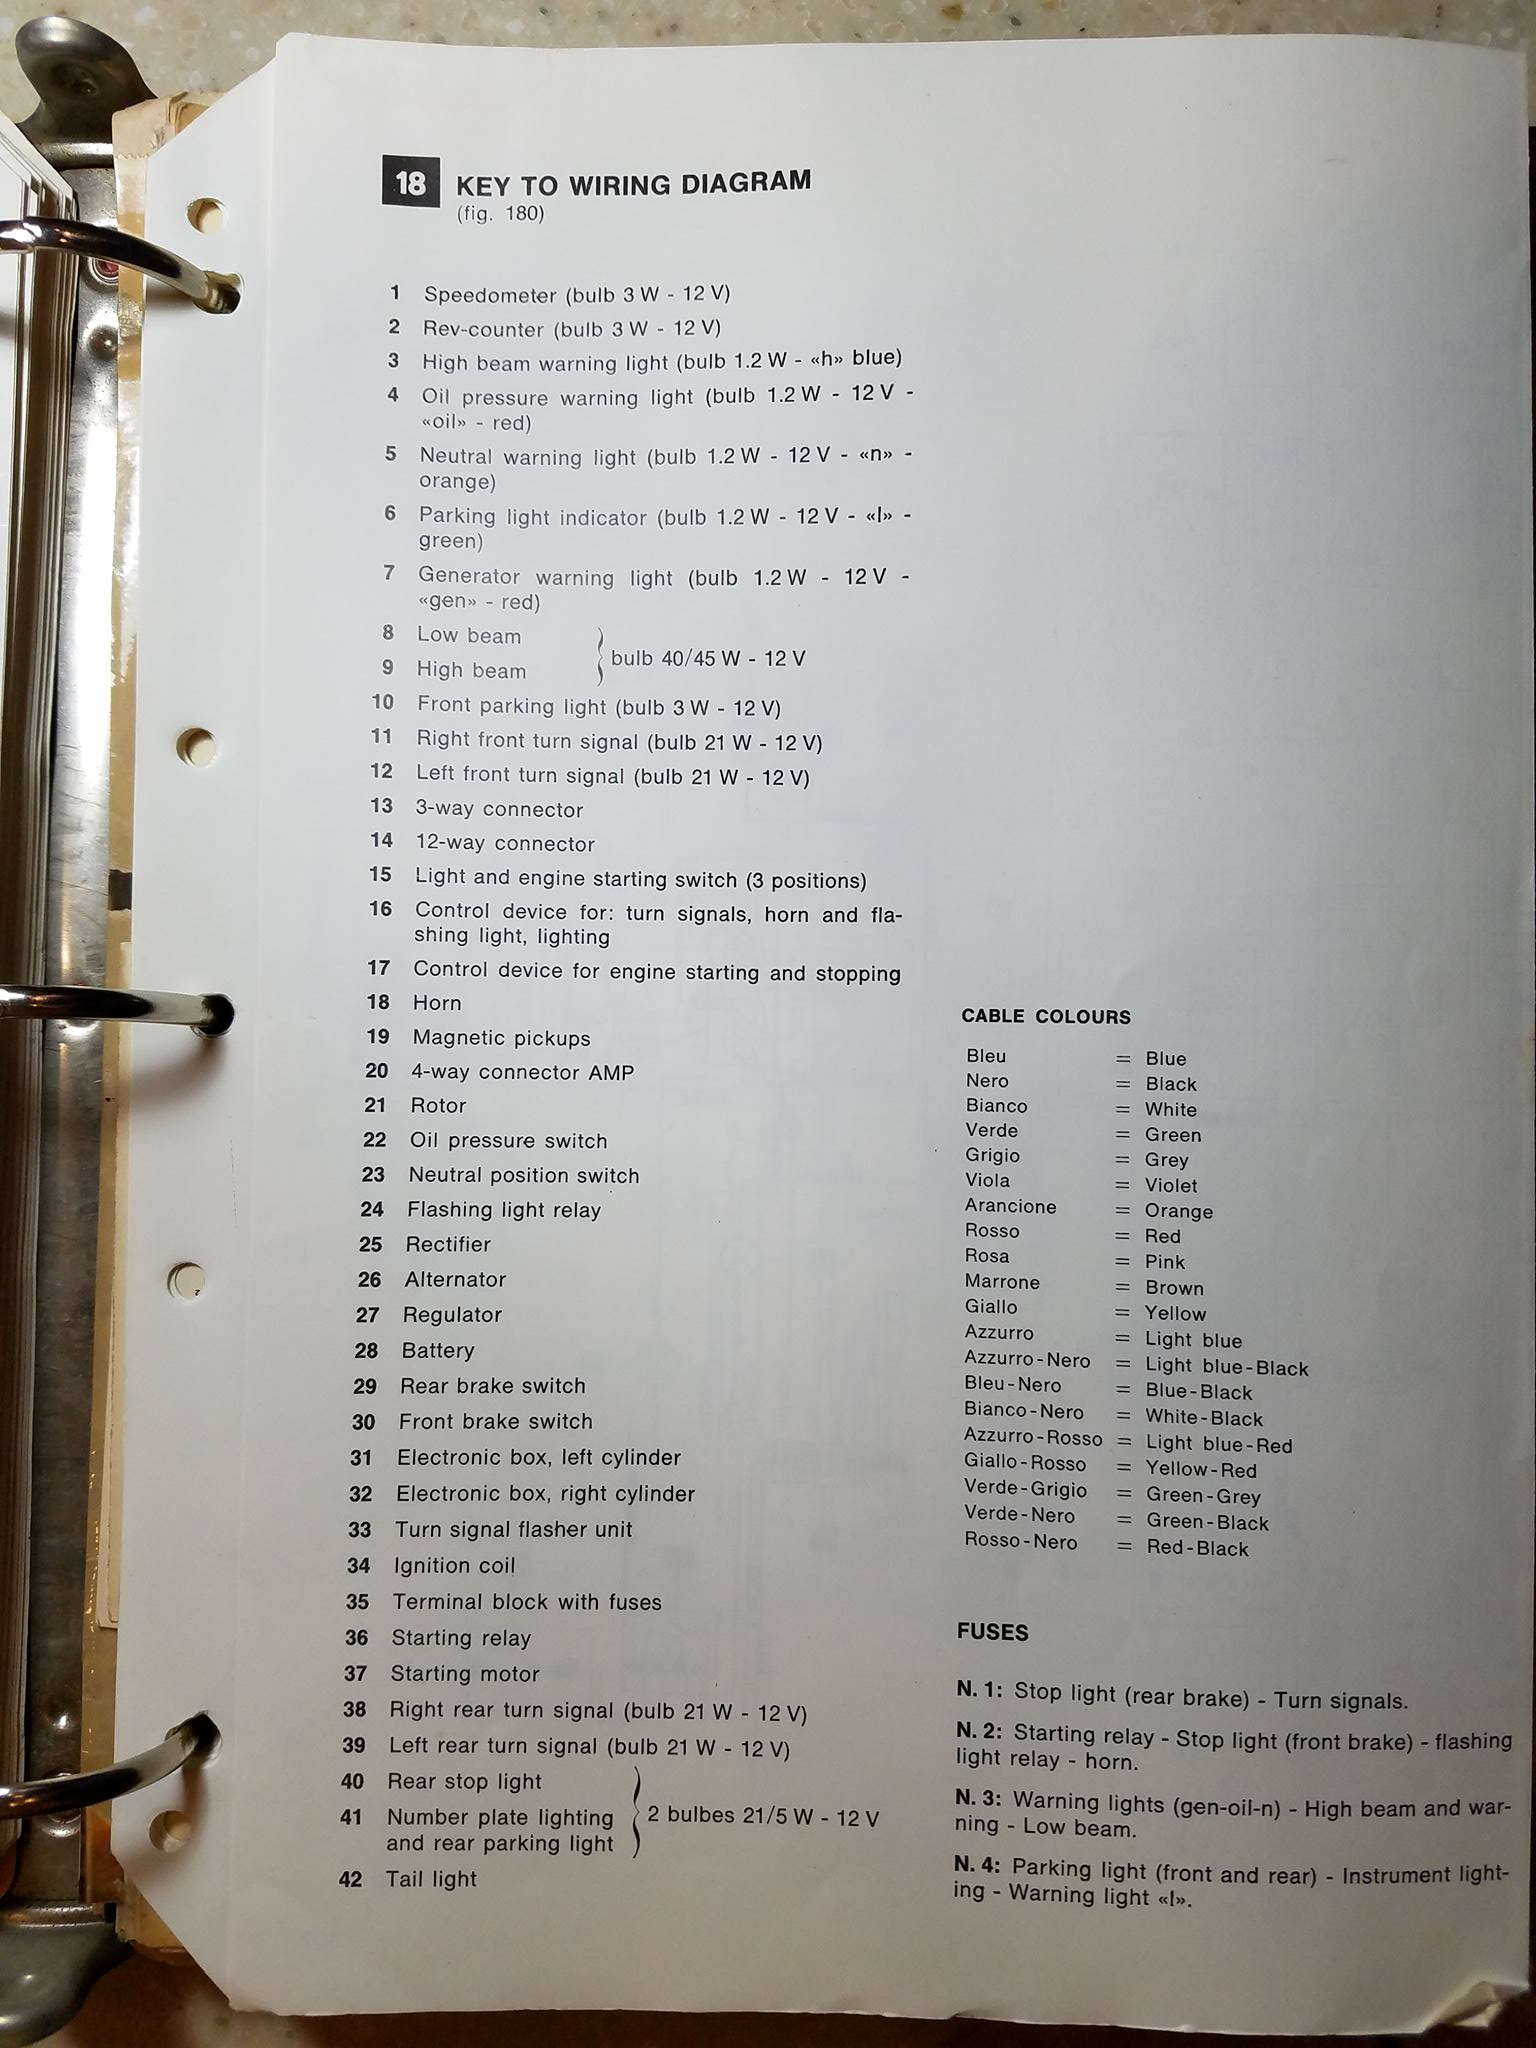 18 KEY TO WIRING DIAGRAM
(fig. 180)
1 Speedometer (bulb 3 W - 12 V)
2 Rev-counter (bulb 3 W - 12 V)
3 High beam warning light (bulb 1.2 W - «h» blue)
4 Oil pressure warning light (bulb 1.2 W - 12 V -
«oil» - red)
5 Neutral warning light (bulb 1.2 W - 12 V - «n» -
orange)
6 Parking light indicator (bulb 1.2 W - 12 V - «l» -
green)
7 Generator warning light (bulb 1.2 W - 12 V -
«gen» - red)
8 Low beam
9 High beam
bulb 40/45 W - 12 V
10 Front parking light (bulb 3 W - 12 V)
11 Right front turn signal (bulb 21 W - 12 V)
12 Left front turn signal (bulb 21 W - 12 V)
13 3-way connector
14 12-way connector
15 Light and engine starting switch (3 positions)
16 Control device for: turn signals, horn and fla-
shing light, lighting
17 Control device for engine starting and stopping
18 Horn
19 Magnetic pickups
20 4-way connector AMP
21 Rotor
22 Oil pressure switch
23 Neutral position switch
24 Flashing light relay
25 Rectifier
26 Alternator
27 Regulator
28 Battery
29 Rear brake switch
30 Front brake switch
31 Electronic box, left cylinder
32 Electronic box, right cylinder
33 Turn signal flasher unit
34 Ignition coil
35 Terminal block with fuses
36 Starting relay
37 Starting motor
38 Right rear turn signal (bulb 21 W - 12 V)
39 Left rear turn signal (bulb 21 W - 12 V)
40 Rear stop light
41 Number plate lighting
and rear parking light
2 bulbes 21/5 W - 12 V
42 Tail light
CABLE COLOURS
Bleu = Blue
Nero = Black
Bianco = White
Verde = Green
Grigio = Grey
Viola = Violet
Arancione = Orange
Rosso = Red
Rosa = Pink
Marrone = Brown
Giallo = Yellow
Azzurro = Light blue
Azzurro-Nero = Light blue-Black
Bleu-Nero = Blue-Black
Bianco-Nero = White-Black
Azzurro-Rosso = Light blue-Red
Giallo-Rosso = Yellow-Red
Verde-Grigio = Green-Grey
Verde-Nero = Green-Black
Rosso-Nero = Red-Black
FUSES
N. 1: Stop light (rear brake) - Turn signals.
N. 2: Starting relay - Stop light (front brake) - flashing
light relay - horn.
N. 3: Warning lights (gen-oil-n) - High beam and war-
ning - Low beam.
N. 4: Parking light (front and rear) - Instrument light-
ing - Warning light «l».